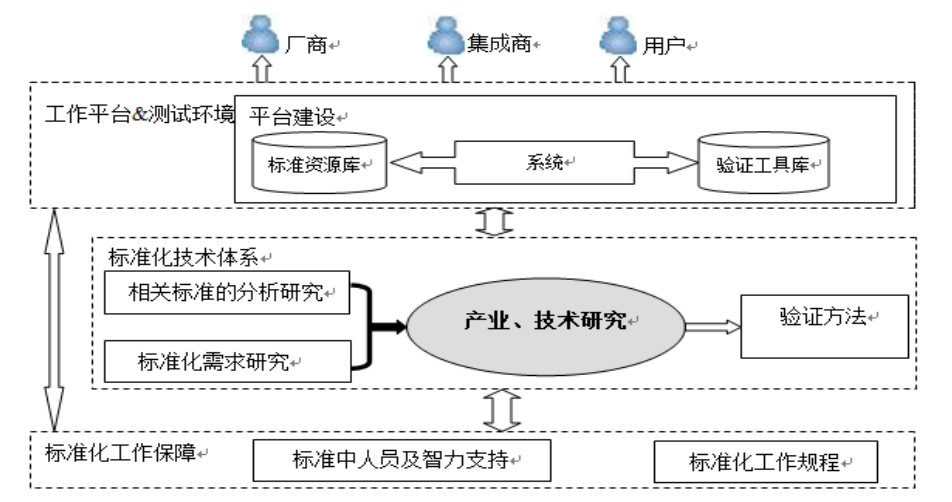 厂商
集成商
用户
工作平台&测试环境
平台建设
标准资源库
系统
验证工具库
标准化技术体系
相关标准的分析研究
标准化需求研究
产业、技术研究
验证方法
标准化工作保障
标准中人员及智力支持
标准化工作规程